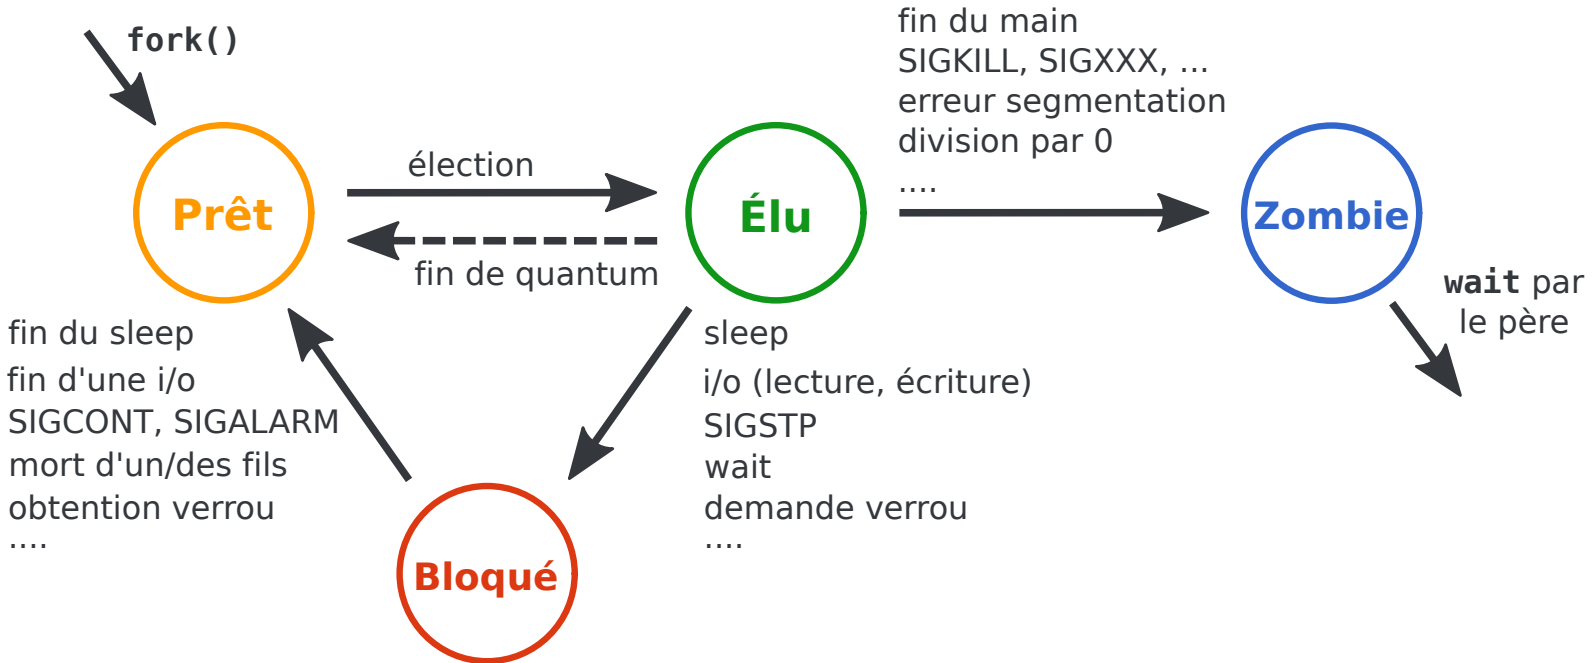 fork()
Prêt
élection
fin de quantum
Élu
fin du main
SIGKILL, SIGXXX, ...
erreur segmentation
division par 0
....
Zombie
wait par
le père
fin du sleep
fin d'une i/o
SIGCONT, SIGALARM
mort d'un/des fils
obtention verrou
....
sleep
i/o (lecture, écriture)
SIGSTP
wait
demande verrou
....
Bloqué